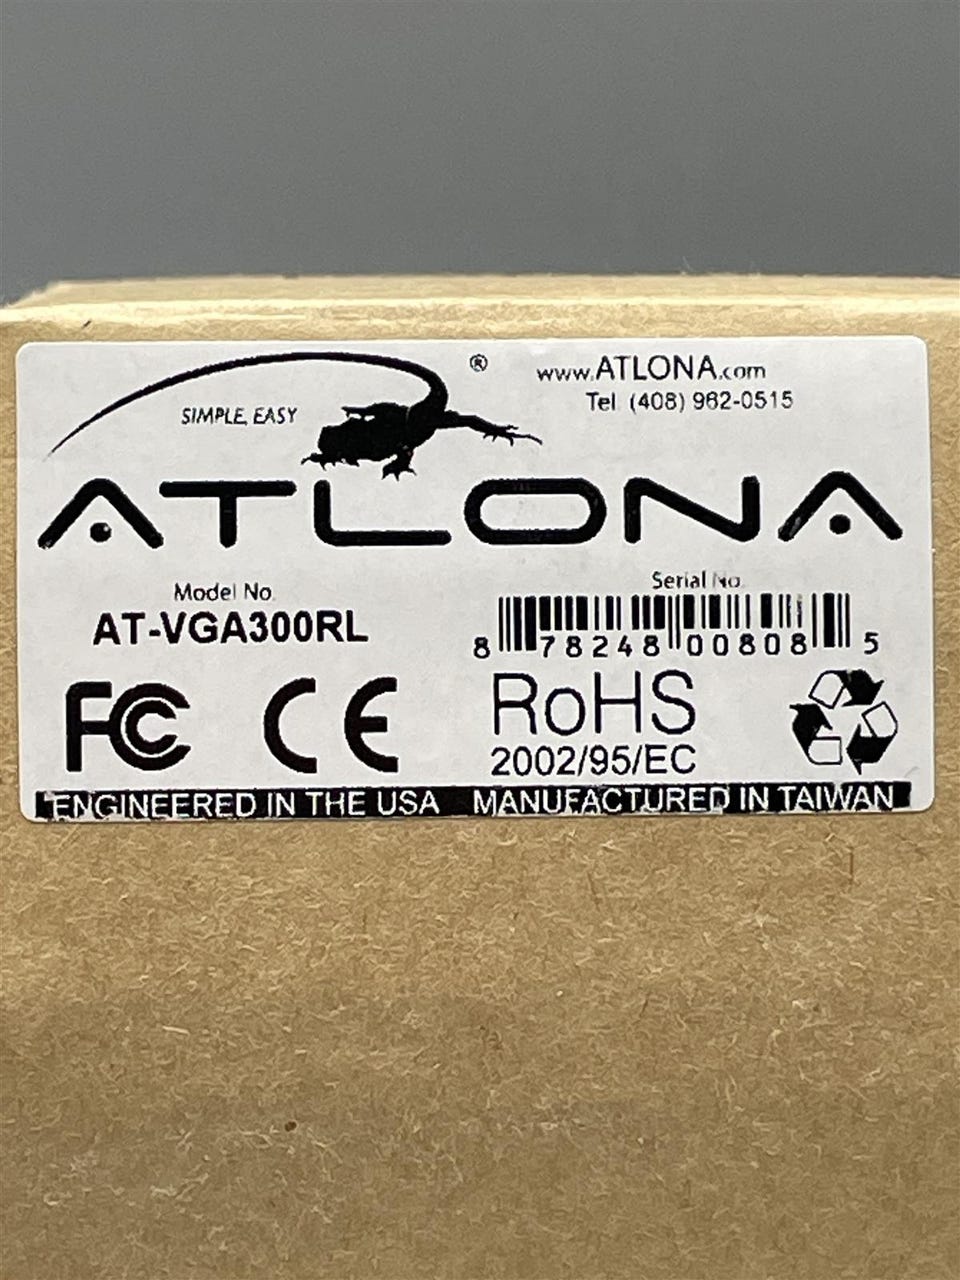 ®
www.ATLONA.com
Tel (408) 962-0515
SIMPLE, EASY
ATLONA
Model No.
AT-VGA300RL
Serial No.
8 78248 00808 5
FC CE
RoHS
2002/95/EC
ENGINEERED IN THE USA MANUFACTURED IN TAIWAN